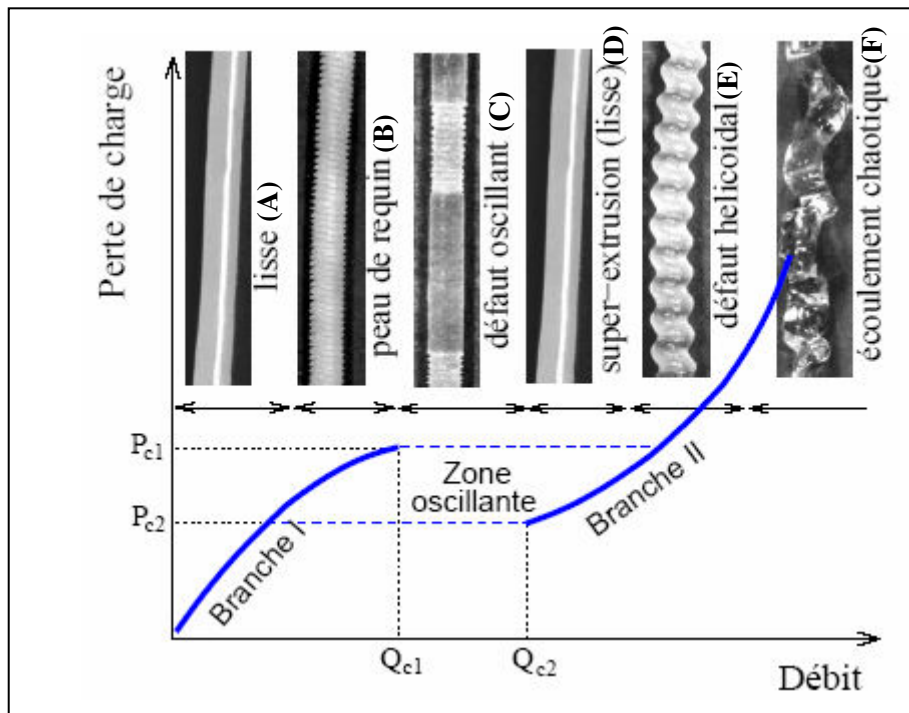 Perte de charge
lisse (A)
peau de requin (B)
défaut oscillant (C)
super-extrusion (lisse) (D)
défaut helicoidal (E)
écoulement chaotique (F)
Pc1
Pc2
Branche I
Zone
oscillante
Branche II
Qc1
Qc2
Débit